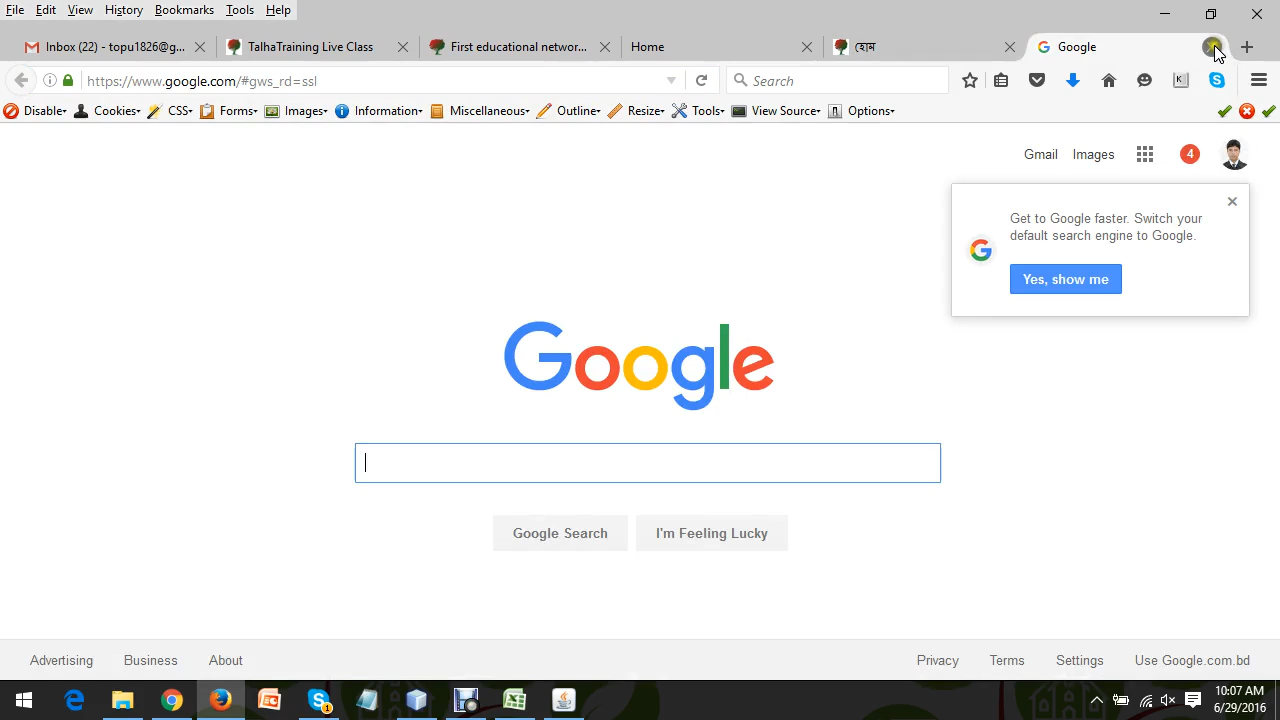 File Edit View History Bookmarks Tools Help
Inbox (22) - topu1826@g... TalhaTraining Live Class First educational networ... Home হোম Google
https://www.google.com/#gws_rd=ssl Search
Disable Cookies CSS Forms Images Information Miscellaneous Outline Resize Tools View Source Options
Gmail Images 4
Get to Google faster. Switch your
default search engine to Google.
Yes, show me
Google
Google Search I'm Feeling Lucky
Advertising Business About Privacy Terms Settings Use Google.com.bd
1
10:07 AM
6/29/2016